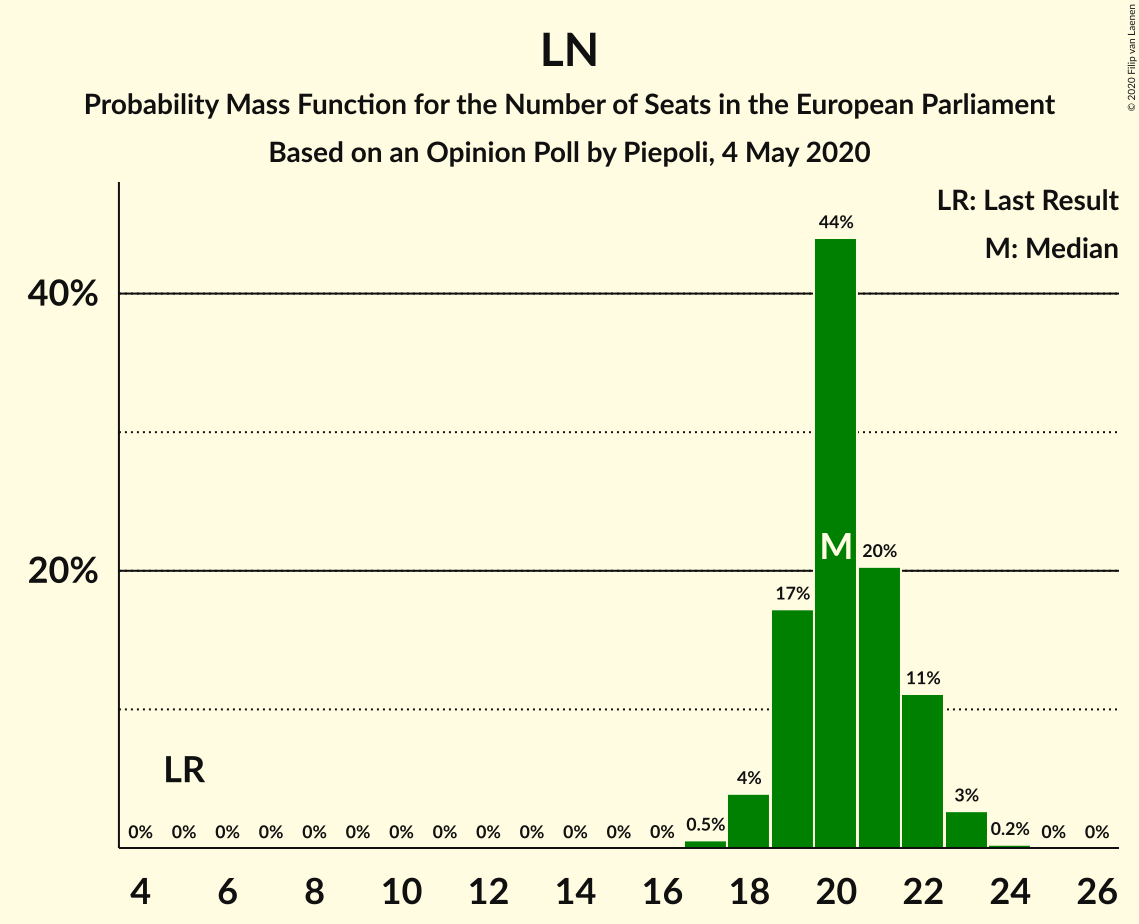 LN
Probability Mass Function for the Number of Seats in the European Parliament
Based on an Opinion Poll by Piepoli, 4 May 2020
© 2020 Filip van Laenen
LR: Last Result
M: Median
40%
20%
44%
M
20%
17%
11%
LR
4%
3%
0% 0% 0% 0% 0% 0% 0% 0% 0% 0% 0% 0% 0% 0.5% 0.2% 0% 0%
4 6 8 10 12 14 16 18 20 22 24 26